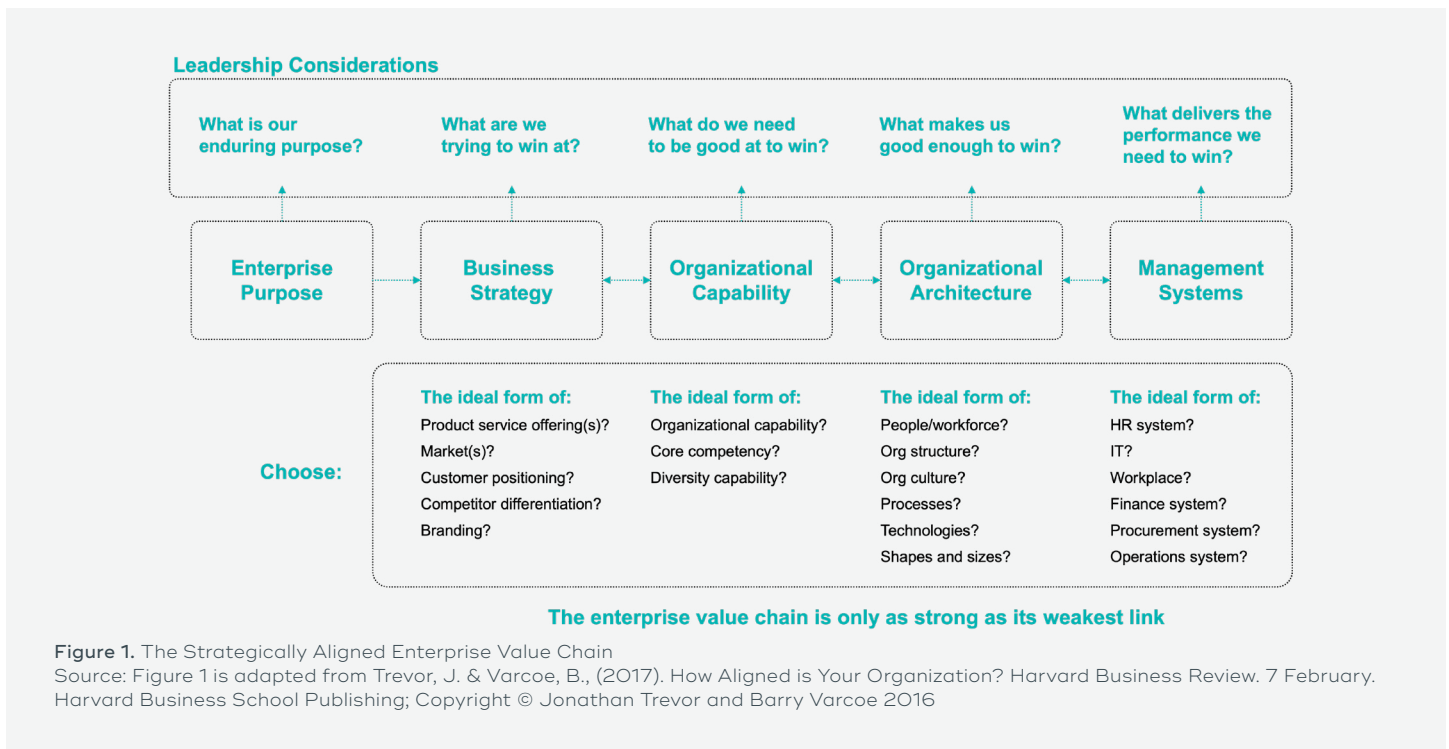 Leadership Considerations
What is our
enduring purpose?
What are we
trying to win at?
What do we need
to be good at to win?
What makes us
good enough to win?
What delivers the
performance we
need to win?
Enterprise
Purpose
Business
Strategy
Organizational
Capability
Organizational
Architecture
Management
Systems
Choose:
The ideal form of:
Product service offering(s)?
Market(s)?
Customer positioning?
Competitor differentiation?
Branding?
The ideal form of:
Organizational capability?
Core competency?
Diversity capability?
The ideal form of:
People/workforce?
Org structure?
Org culture?
Processes?
Technologies?
Shapes and sizes?
The ideal form of:
HR system?
IT?
Workplace?
Finance system?
Procurement system?
Operations system?
The enterprise value chain is only as strong as its weakest link
Figure 1. The Strategically Aligned Enterprise Value Chain
Source: Figure 1 is adapted from Trevor, J. & Varcoe, B., (2017). How Aligned is Your Organization? Harvard Business Review. 7 February.
Harvard Business School Publishing; Copyright © Jonathan Trevor and Barry Varcoe 2016